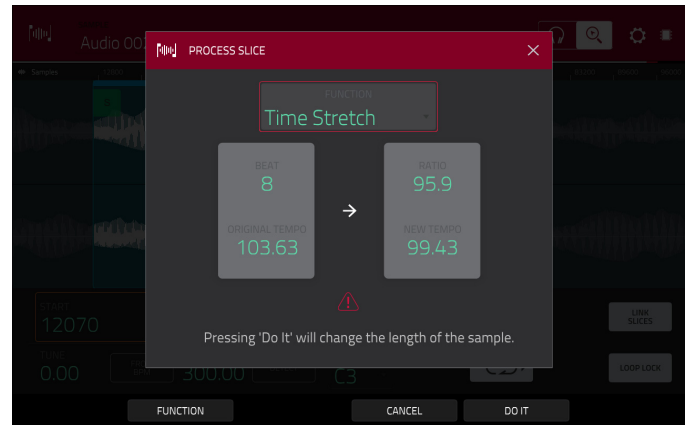 Audio 002
PROCESS SLICE
Samples
FUNCTION
Time Stretch
BEAT
8
RATIO
95.9
ORIGINAL TEMPO
103.63
NEW TEMPO
99.43
Pressing 'Do It' will change the length of the sample.
START
12070
LINK
SLICES
TUNE
0.00
300.00
C3
LOOP LOCK
FUNCTION
CANCEL
DO IT